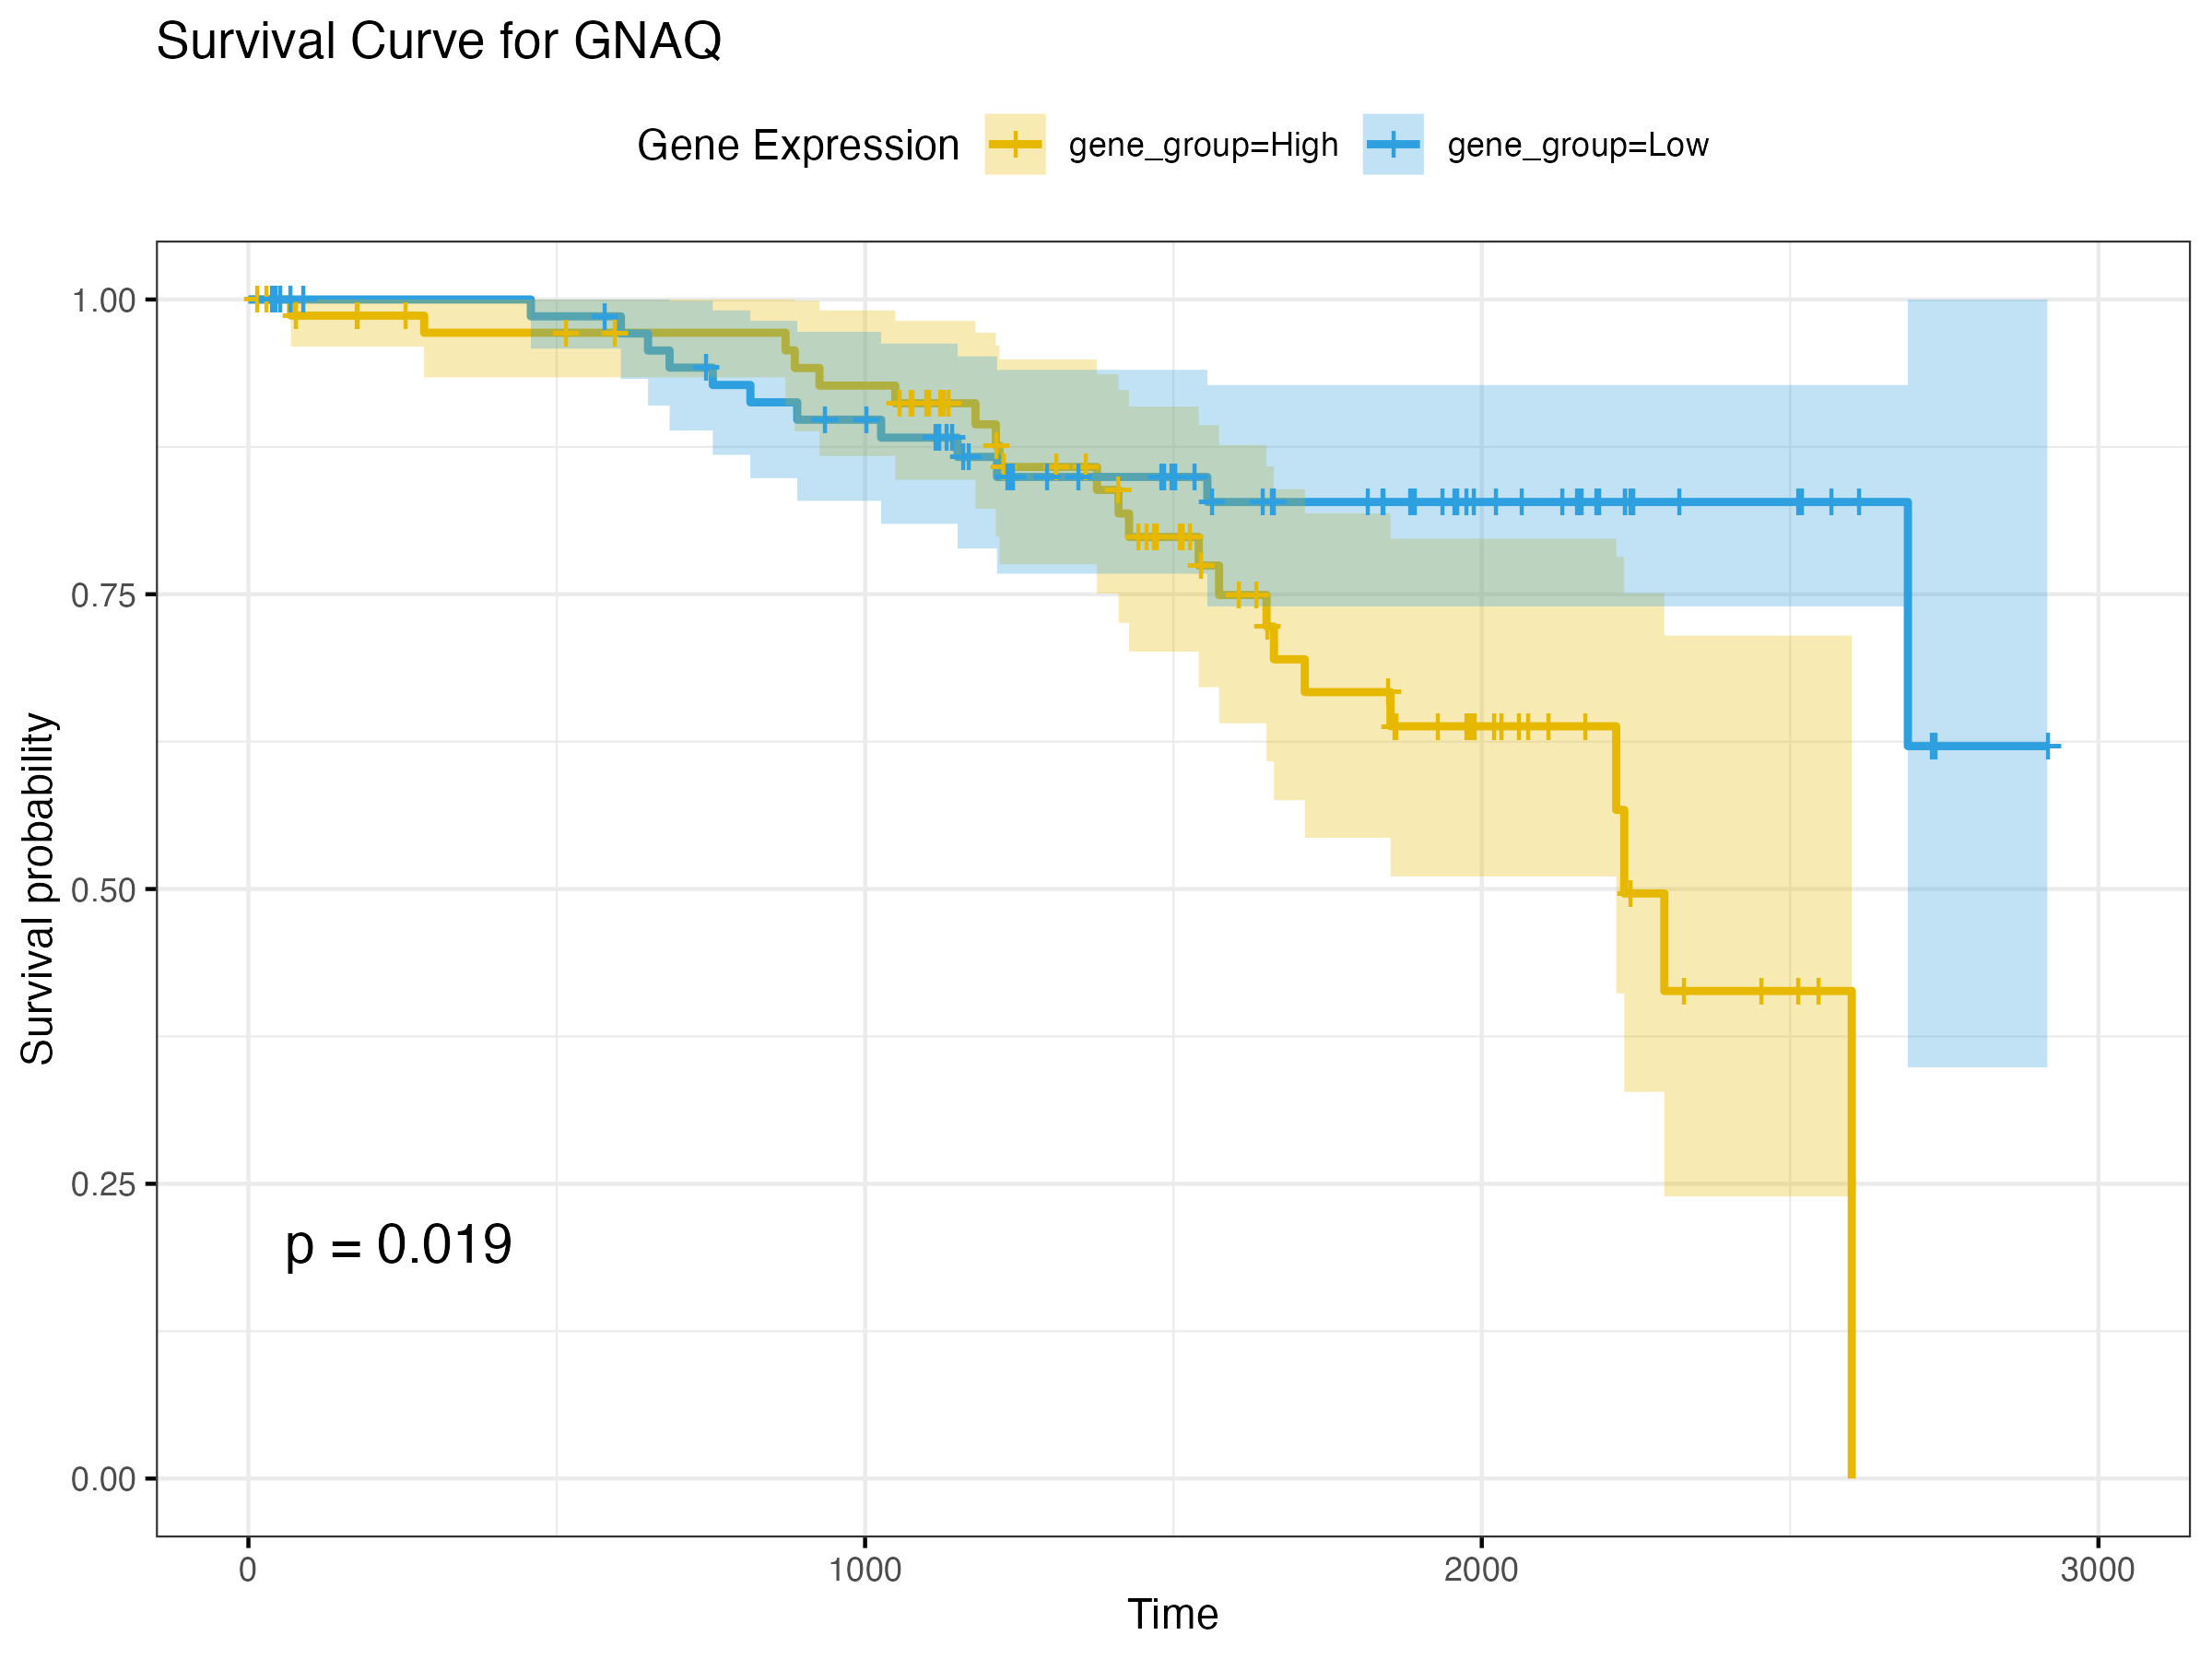 Survival Curve for GNAQ
Gene Expression gene_group=High gene_group=Low
1.00
0.75
0.50
0.25
0.00
Survival probability
p = 0.019
0 1000 2000 3000
Time